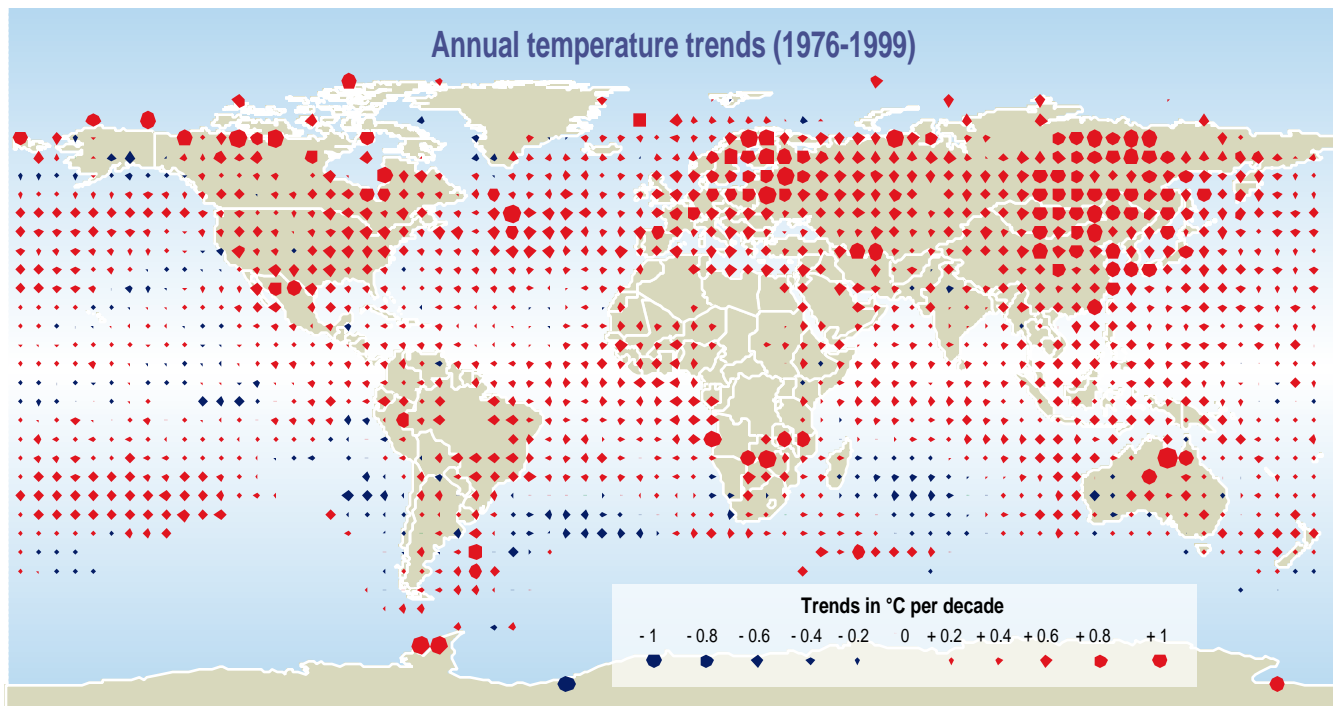 Annual temperature trends (1976-1999)
Trends in °C per decade
- 1 - 0.8 - 0.6 - 0.4 - 0.2 0 + 0.2 + 0.4 + 0.6 + 0.8 + 1